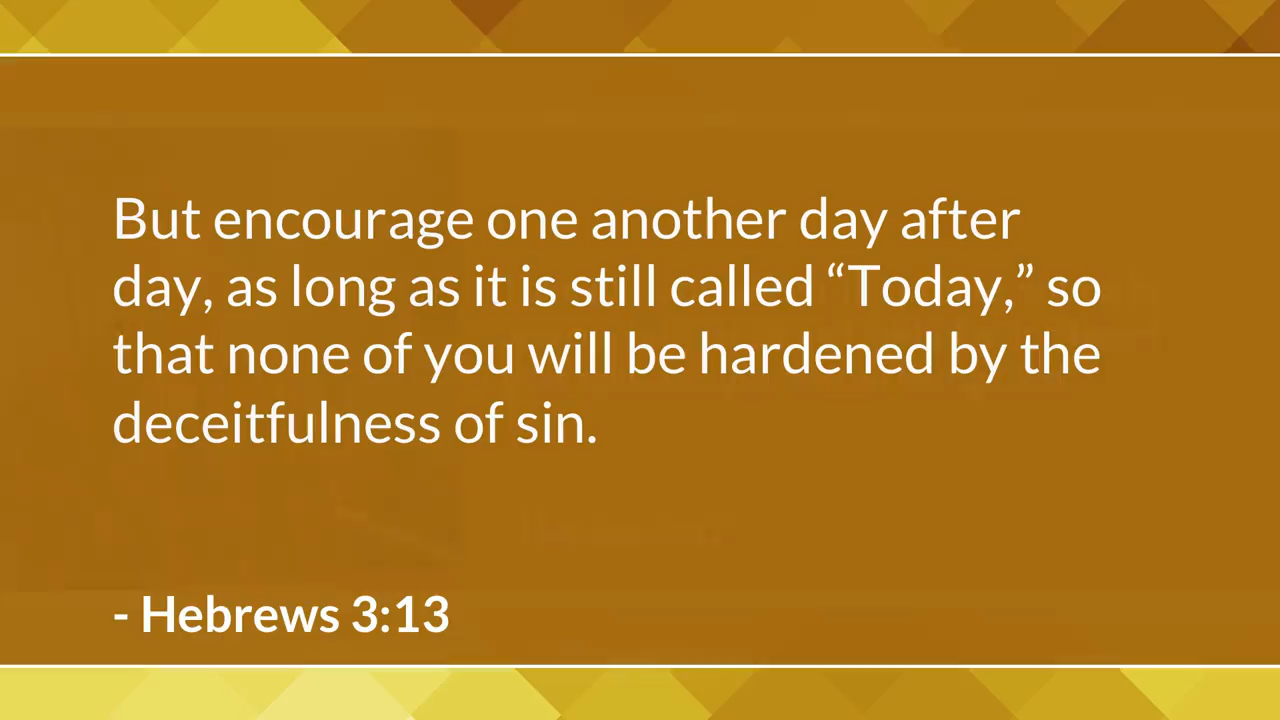 But encourage one another day after
day, as long as it is still called “Today,” so
that none of you will be hardened by the
deceitfulness of sin.
- Hebrews 3:13